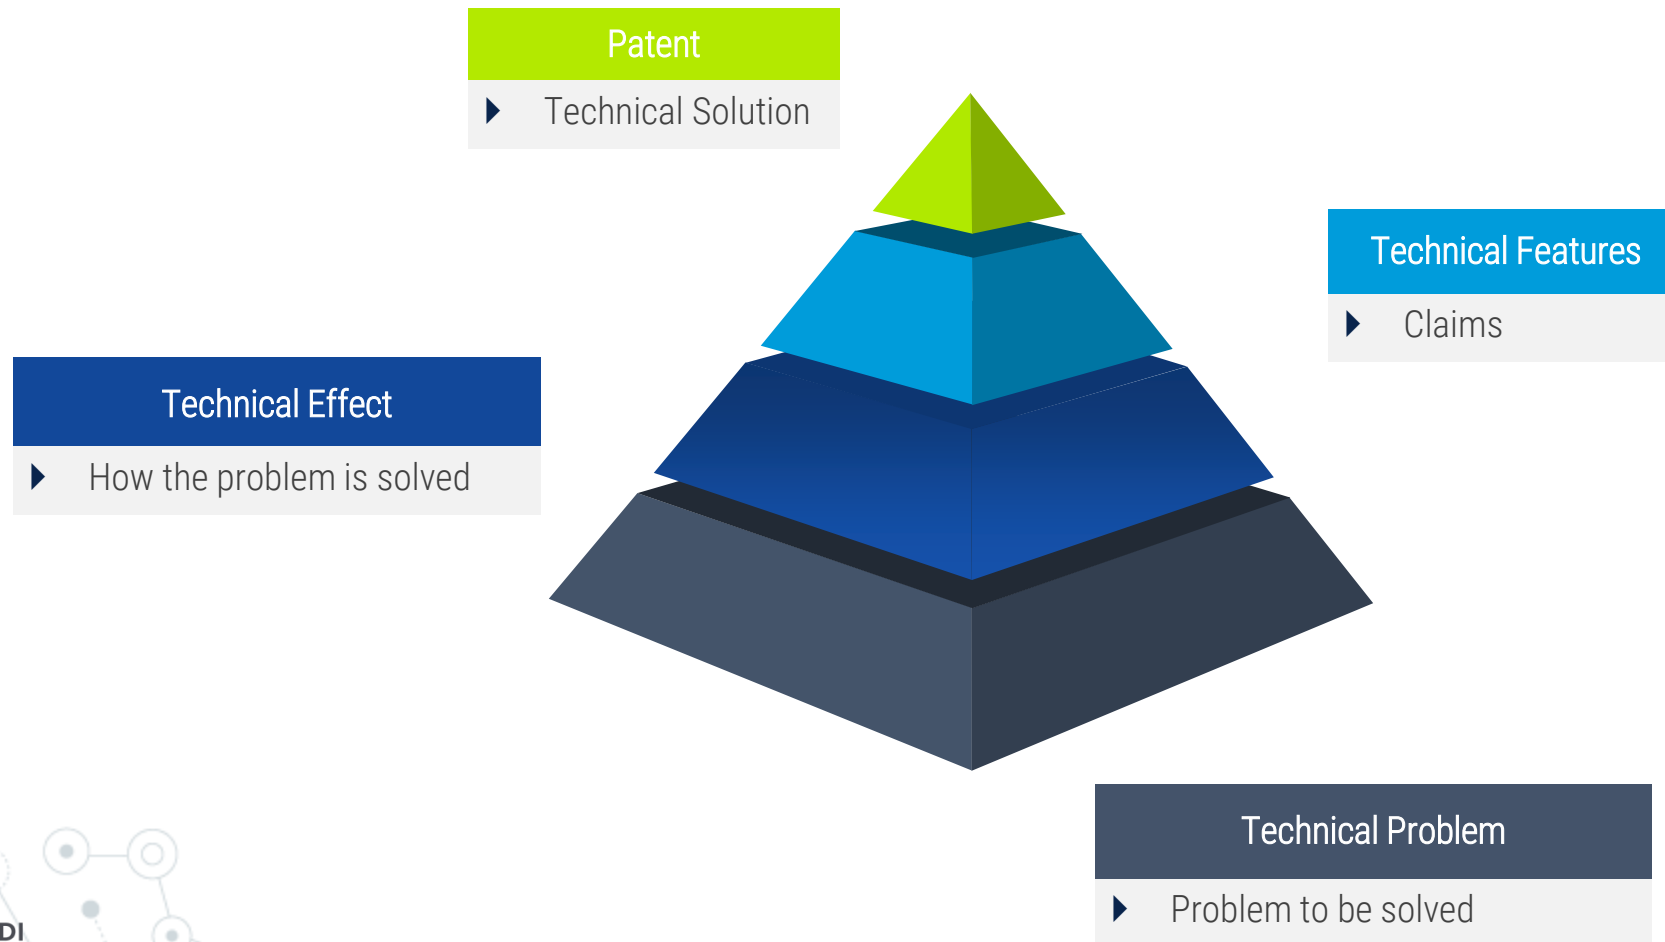 Patent
Technical Solution
Technical Features
Claims
Technical Effect
How the problem is solved
Technical Problem
Problem to be solved
DI